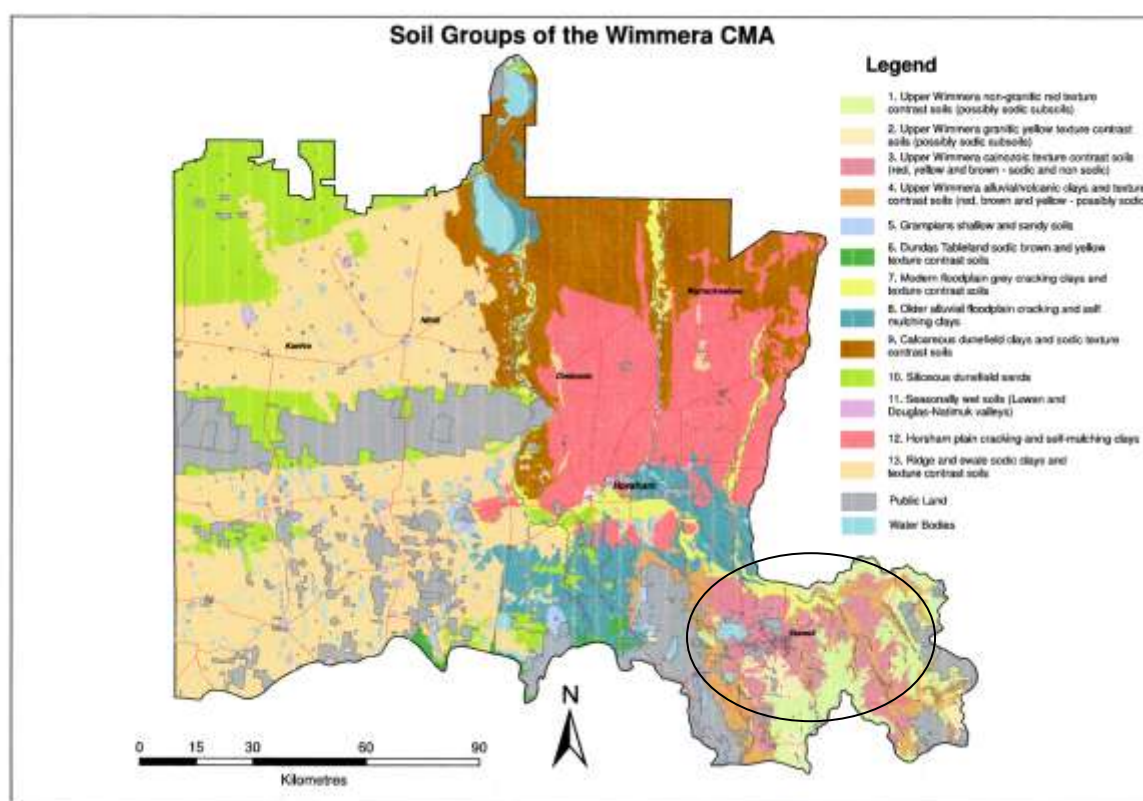 Soil Groups of the Wimmera CMA
Legend
1. Upper Wimmera non-granitic red texture
contrast soils (possibly sodic subsoils)
2. Upper Wimmera granitic yellow texture contrast
soils (possibly sodic subsoils)
3. Upper Wimmera cainozoic texture contrast soils
(red, yellow and brown - sodic and non sodic)
4. Upper Wimmera alluvial/volcanic clays and texture
contrast soils (red, brown and yellow - possibly sodic
5. Grampians shallow and sandy soils
6. Dundas Tableland sodic brown and yellow
texture contrast soils
7. Modern floodplain grey cracking clays and
texture contrast soils
8. Older alluvial floodplain cracking and self
mulching clays
9. Calcareous dunefield clays and sodic texture
contrast soils
10. Siliceous dunefield sands
11. Seasonally wet soils (Lowan and
Douglas-Natimuk valleys)
12. Horsham plain cracking and self-mulching clays
13. Ridge and swale sodic clays and
texture contrast soils
Public Land
Water Bodies
Warracknabeal
Nhill
Kaniva
Dimboola
Horsham
Stawell
N
0 15 30 60 90
Kilometres